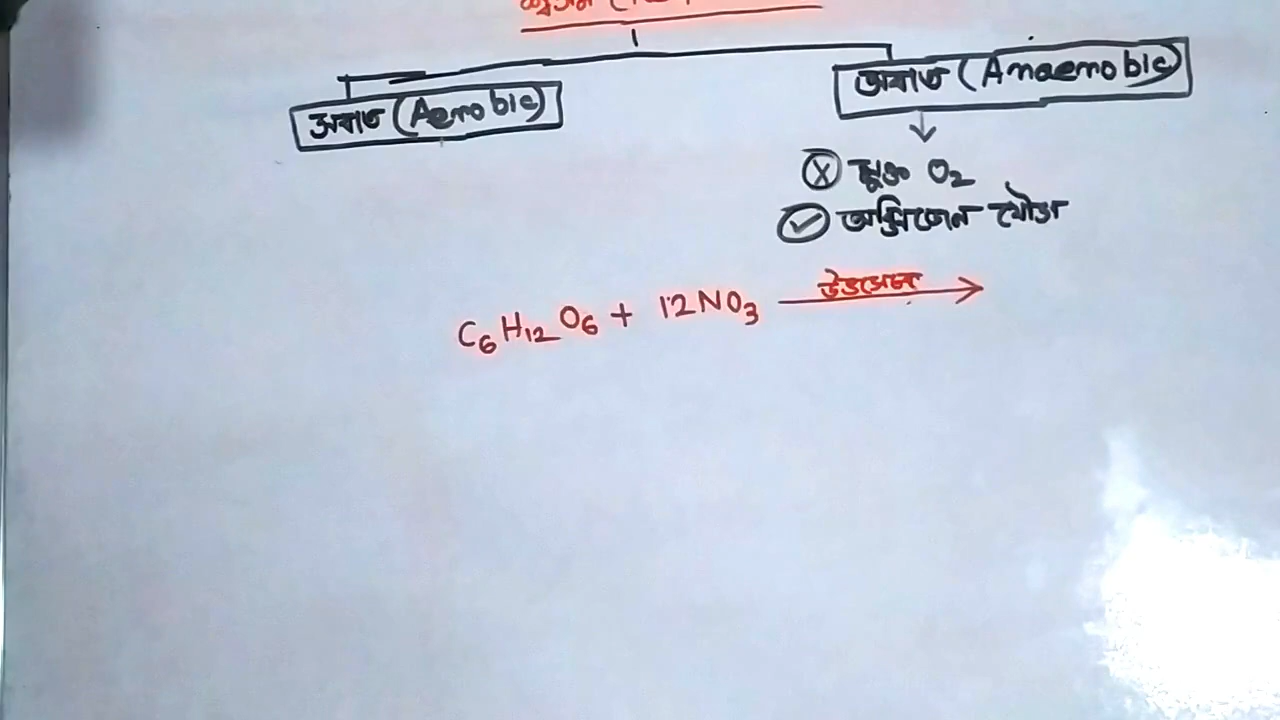 সবাত (Aerobic)
অবাত (Anaerobic)
মুক্ত O₂
অক্সিজেন যৌগ
C₆H₁₂O₆ + 12NO₃
উৎসেচক